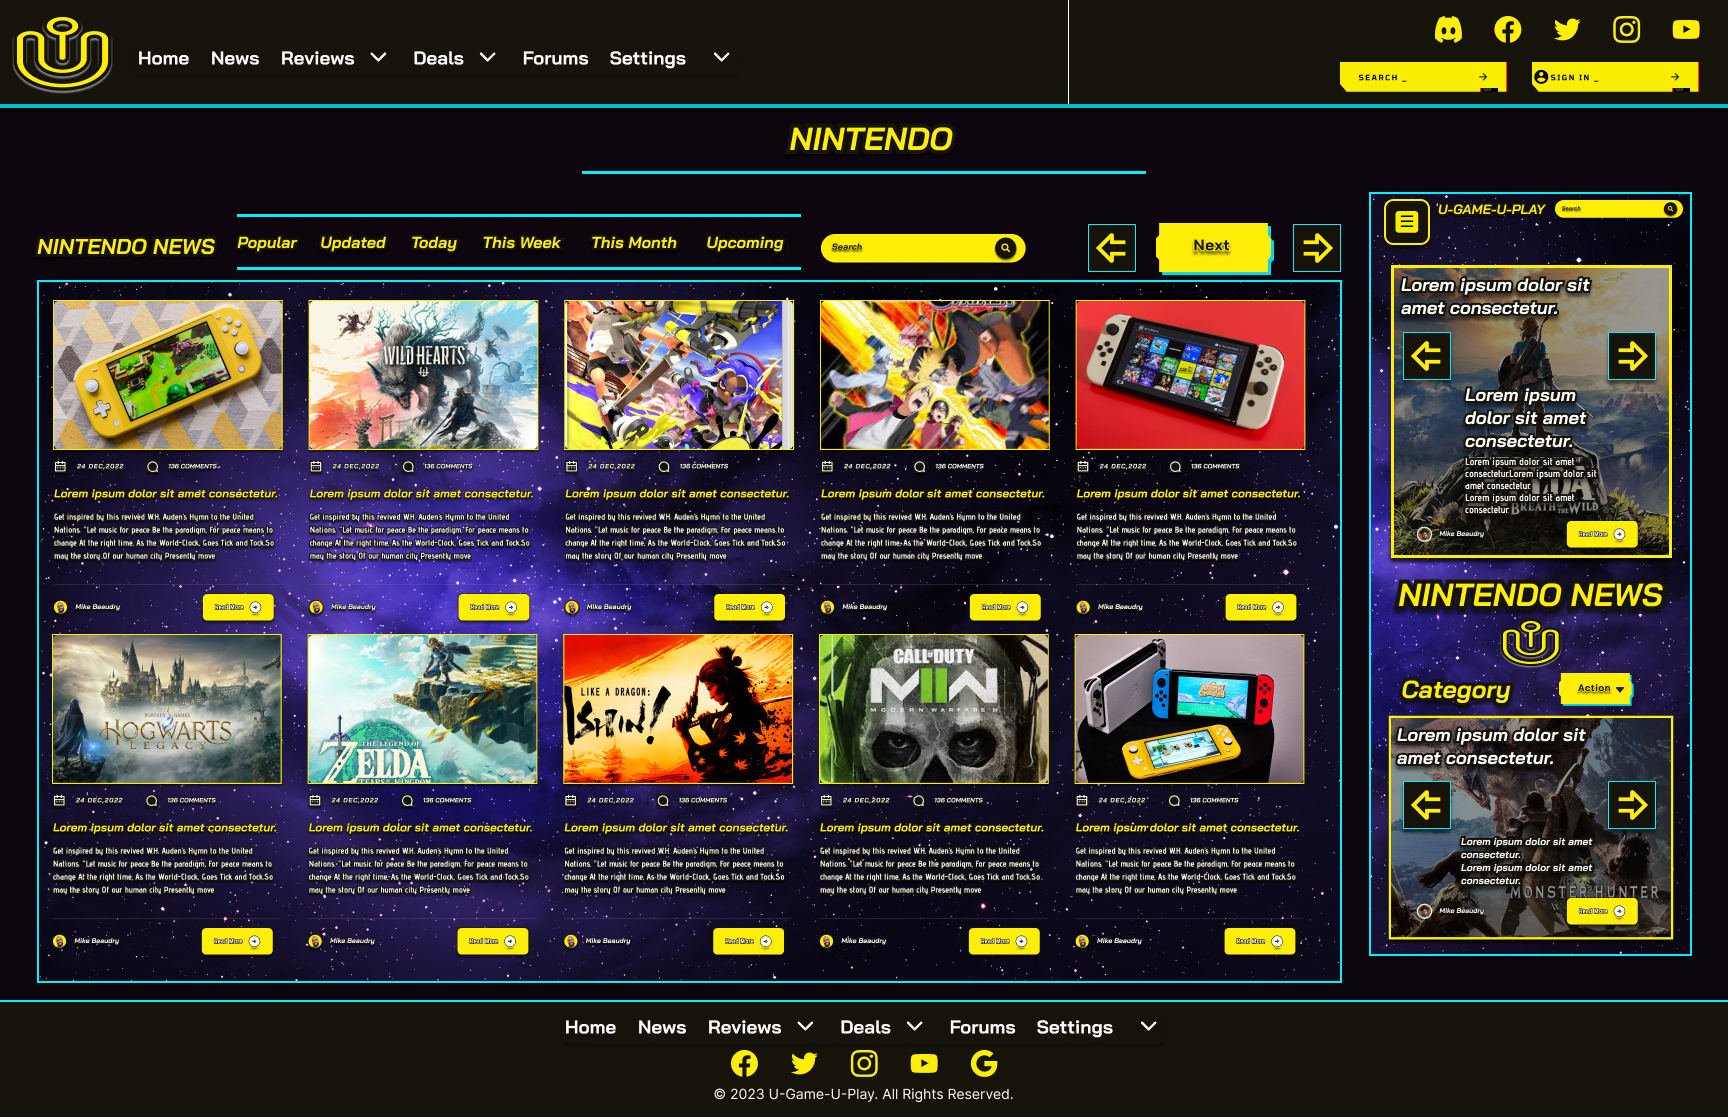 Home News Reviews Deals Forums Settings
SEARCH _
SIGN IN _
NINTENDO
NINTENDO NEWS
Popular Updated Today This Week This Month Upcoming
Search
Next
WILD HEARTS
24 DEC,2022 136 COMMENTS
24 DEC,2022 136 COMMENTS
24 DEC,2022 136 COMMENTS
24 DEC,2022 136 COMMENTS
24 DEC,2022 136 COMMENTS
Lorem ipsum dolor sit amet consectetur.
Get inspired by this revived W.H. Auden's Hymn to the United
Nations. "Let music for peace Be the paradigm, For peace means to
change At the right time, As the World-Clock, Goes Tick and Tock.So
may the story Of our human city Presently move
Lorem ipsum dolor sit amet consectetur.
Get inspired by this revived W.H. Auden's Hymn to the United
Nations. "Let music for peace Be the paradigm, For peace means to
change At the right time, As the World-Clock, Goes Tick and Tock.So
may the story Of our human city Presently move
Lorem ipsum dolor sit amet consectetur.
Get inspired by this revived W.H. Auden's Hymn to the United
Nations. "Let music for peace Be the paradigm, For peace means to
change At the right time, As the World-Clock, Goes Tick and Tock.So
may the story Of our human city Presently move
Lorem ipsum dolor sit amet consectetur.
Get inspired by this revived W.H. Auden's Hymn to the United
Nations. "Let music for peace Be the paradigm, For peace means to
change At the right time, As the World-Clock, Goes Tick and Tock.So
may the story Of our human city Presently move
Lorem ipsum dolor sit amet consectetur.
Get inspired by this revived W.H. Auden's Hymn to the United
Nations. "Let music for peace Be the paradigm, For peace means to
change At the right time, As the World-Clock, Goes Tick and Tock.So
may the story Of our human city Presently move
Mike Beaudry Read More
Mike Beaudry Read More
Mike Beaudry Read More
Mike Beaudry Read More
Mike Beaudry Read More
PORTKEY GAMES
HOGWARTS
LEGACY
THE LEGEND OF
ZELDA
TEARS OF THE KINGDOM
LIKE A DRAGON:
ISHIN!
CALL OF DUTY
MWII
MODERN WARFARE II
24 DEC,2022 136 COMMENTS
24 DEC,2022 136 COMMENTS
24 DEC,2022 136 COMMENTS
24 DEC,2022 136 COMMENTS
24 DEC,2022 136 COMMENTS
Lorem ipsum dolor sit amet consectetur.
Get inspired by this revived W.H. Auden's Hymn to the United
Nations. "Let music for peace Be the paradigm, For peace means to
change At the right time, As the World-Clock, Goes Tick and Tock.So
may the story Of our human city Presently move
Lorem ipsum dolor sit amet consectetur.
Get inspired by this revived W.H. Auden's Hymn to the United
Nations. "Let music for peace Be the paradigm, For peace means to
change At the right time, As the World-Clock, Goes Tick and Tock.So
may the story Of our human city Presently move
Lorem ipsum dolor sit amet consectetur.
Get inspired by this revived W.H. Auden's Hymn to the United
Nations. "Let music for peace Be the paradigm, For peace means to
change At the right time, As the World-Clock, Goes Tick and Tock.So
may the story Of our human city Presently move
Lorem ipsum dolor sit amet consectetur.
Get inspired by this revived W.H. Auden's Hymn to the United
Nations. "Let music for peace Be the paradigm, For peace means to
change At the right time, As the World-Clock, Goes Tick and Tock.So
may the story Of our human city Presently move
Lorem ipsum dolor sit amet consectetur.
Get inspired by this revived W.H. Auden's Hymn to the United
Nations. "Let music for peace Be the paradigm, For peace means to
change At the right time, As the World-Clock, Goes Tick and Tock.So
may the story Of our human city Presently move
Mike Beaudry Read More
Mike Beaudry Read More
Mike Beaudry Read More
Mike Beaudry Read More
Mike Beaudry Read More
U-GAME-U-PLAY
Search
Lorem ipsum dolor sit
amet consectetur.
Lorem ipsum
dolor sit amet
consectetur.
Lorem ipsum dolor sit amet
consectetur.Lorem ipsum dolor sit
amet consectetur.
Lorem ipsum dolor sit amet
consectetur.
BREATH OF THE WILD
Mike Beaudry Read More
NINTENDO NEWS
Category
Action
Lorem ipsum dolor sit
amet consectetur.
Lorem ipsum dolor sit amet
consectetur.
Lorem ipsum dolor sit amet
consectetur.
MONSTER HUNTER
Mike Beaudry Read More
Home News Reviews Deals Forums Settings
© 2023 U-Game-U-Play. All Rights Reserved.